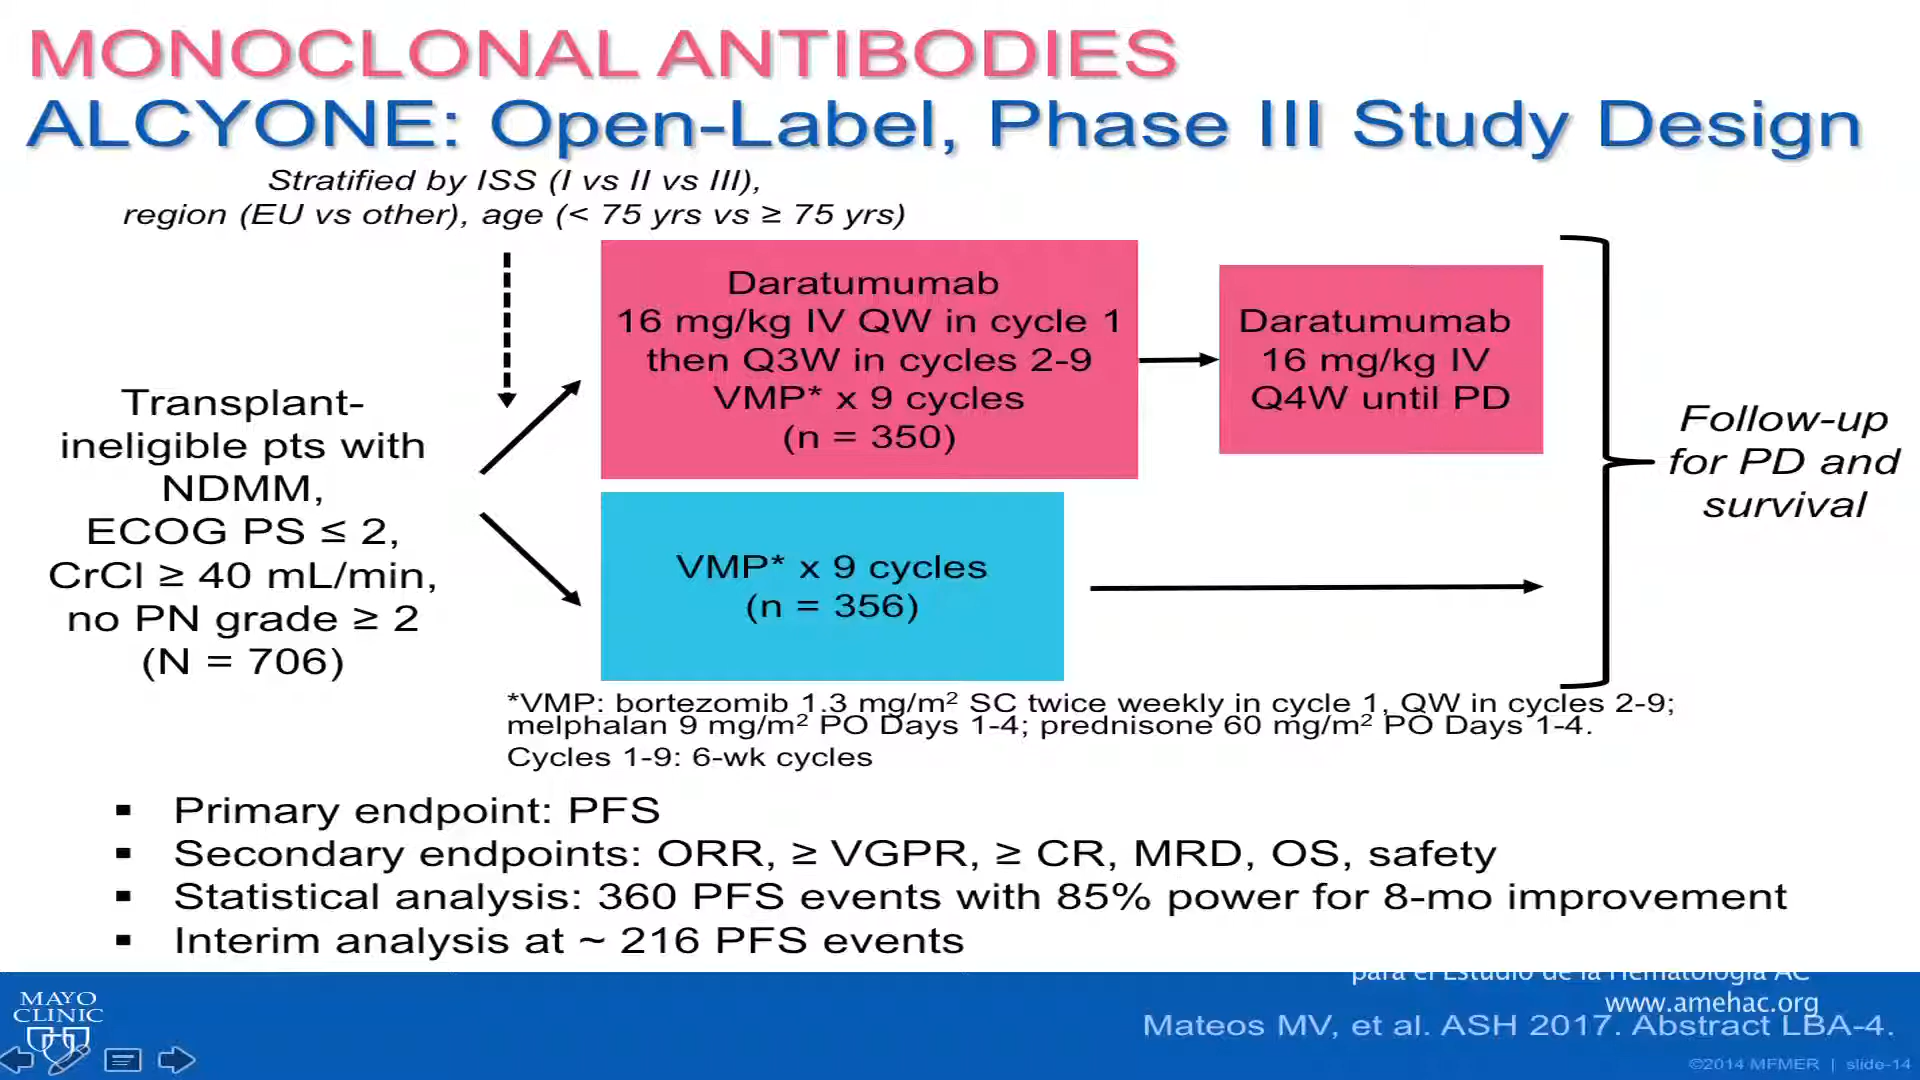 MONOCLONAL ANTIBODIES
ALCYONE: Open-Label, Phase III Study Design
Stratified by ISS (I vs II vs III),
region (EU vs other), age (< 75 yrs vs ≥ 75 yrs)
Transplant-
ineligible pts with
NDMM,
ECOG PS ≤ 2,
CrCl ≥ 40 mL/min,
no PN grade ≥ 2
(N = 706)
Daratumumab
16 mg/kg IV QW in cycle 1
then Q3W in cycles 2-9
VMP* x 9 cycles
(n = 350)
Daratumumab
16 mg/kg IV
Q4W until PD
VMP* x 9 cycles
(n = 356)
Follow-up
for PD and
survival
*VMP: bortezomib 1.3 mg/m² SC twice weekly in cycle 1, QW in cycles 2-9;
melphalan 9 mg/m² PO Days 1-4; prednisone 60 mg/m² PO Days 1-4.
Cycles 1-9: 6-wk cycles
▪ Primary endpoint: PFS
▪ Secondary endpoints: ORR, ≥ VGPR, ≥ CR, MRD, OS, safety
▪ Statistical analysis: 360 PFS events with 85% power for 8-mo improvement
▪ Interim analysis at ~ 216 PFS events
para el Estudio de la Hematología AC
www.amehac.org
MAYO
CLINIC
Mateos MV, et al. ASH 2017. Abstract LBA-4.
©2014 MFMER | slide-14